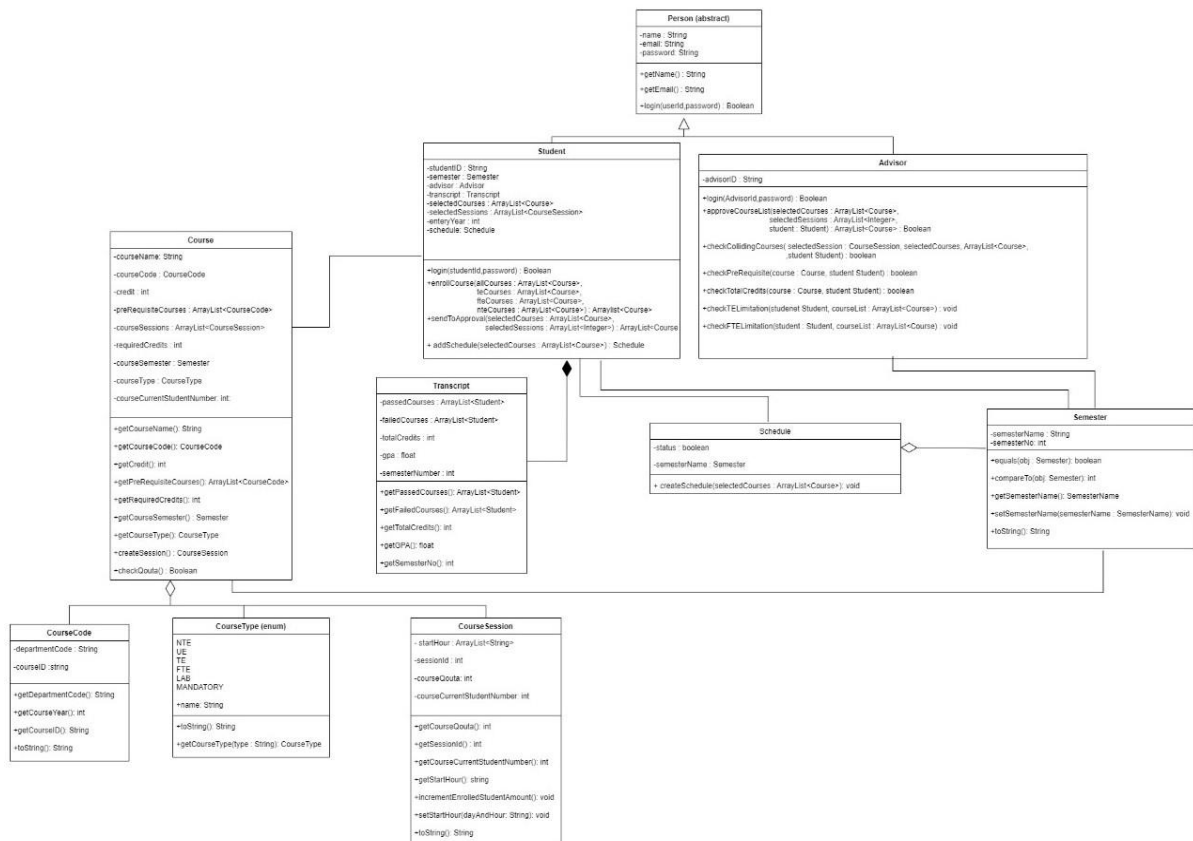 Person (abstract)
-name : String
-email: String
-password: String
+getName() : String
+getEmail() : String
+login(userId,password) : Boolean
Student
-studentID : String
-semester : Semester
-advisor : Advisor
-transcript : Transcript
-selectedCourses : ArrayList<Course>
-selectedSessions : ArrayList<CourseSession>
-enteryYear : int
-schedule: Schedule
+login(studentId,password) : Boolean
+enrollCourse(allCourses : ArrayList<Course>,
teCourses : ArrayList<Course>,
fteCourses : ArrayList<Course>,
nteCourses : ArrayList<Course>) : Arraylist<Course>
+sendToApproval(selectedCourses : ArrayList<Course>,
selectedSessions : ArrayList<Integer>) : ArrayList<Course
+ addSchedule(selectedCourses : ArrayList<Course>) : Schedule
Advisor
-advisorID : String
+login(AdvisorId,password) : Boolean
+approveCourseList(selectedCourses : ArrayList<Course>,
selectedSessions : ArrayList<Integer>,
student : Student) : ArrayList<Course> : Boolean
+checkCollidingCourses( selectedSession : CourseSession, selectedCourses, ArrayList<Course>,
,student Student) : boolean
+checkPreRequisite(course : Course, student Student) : boolean
+checkTotalCredits(course : Course, student Student) : boolean
+checkTELimitation(studenet Student, courseList : ArrayList<Course>) : void
+checkFTELimitation(student : Student, courseList : ArrayList<Course) : void
Course
-courseName: String
-courseCode : CourseCode
-credit : int
-preRequisiteCourses : ArrayList<CourseCode>
-courseSessions : ArrayList<CourseSession>
-requiredCredits : int
-courseSemester : Semester
-courseType : CourseType
-courseCurrentStudentNumber: int
+getCourseName(): String
+getCourseCode(): CourseCode
+getCredit(): int
+getPreRequisiteCourses(): ArrayList<CourseCode>
+getRequiredCredits(): int
+getCourseSemester() : Semester
+getCourseType(): CourseType
+createSession() : CourseSession
+checkQouta() : Boolean
Transcript
-passedCourses : ArrayList<Student>
-failedCourses : ArrayList<Student>
-totalCredits : int
-gpa : float
-semesterNumber : int
+getPassedCourses(): ArrayList<Student>
+getFailedCourses(): ArrayList<Student>
+getTotalCredits(): int
+getGPA(): float
+getSemesterNo(): int
Schedule
-status : boolean
-semesterName : Semester
+ createSchedule(selectedCourses : ArrayList<Course>): void
Semester
-semesterName : String
-semesterNo: int
+equals(obj : Semester): boolean
+compareTo(obj: Semester): int
+getSemesterName(): SemesterName
+setSemesterName(semesterName : SemesterName): void
+toString(): String
CourseCode
-departmentCode : String
-courseID :string
+getDepartmentCode(): String
+getCourseYear(): int
+getCourseID(): String
+toString(): String
CourseType (enum)
NTE
UE
TE
FTE
LAB
MANDATORY
+name: String
+toString(): String
+getCourseType(type : String): CourseType
CourseSession
- startHour : ArrayList<String>
-sessionId : int
-courseQouta: int
-courseCurrentStudentNumber: int
+getCourseQouta(): int
+getSessionId() : int
+getCourseCurrentStudentNumber(): int
+getStartHour(): string
+incrementEnrolledStudentAmount(): void
+setStartHour(dayAndHour: String): void
+toString(): String